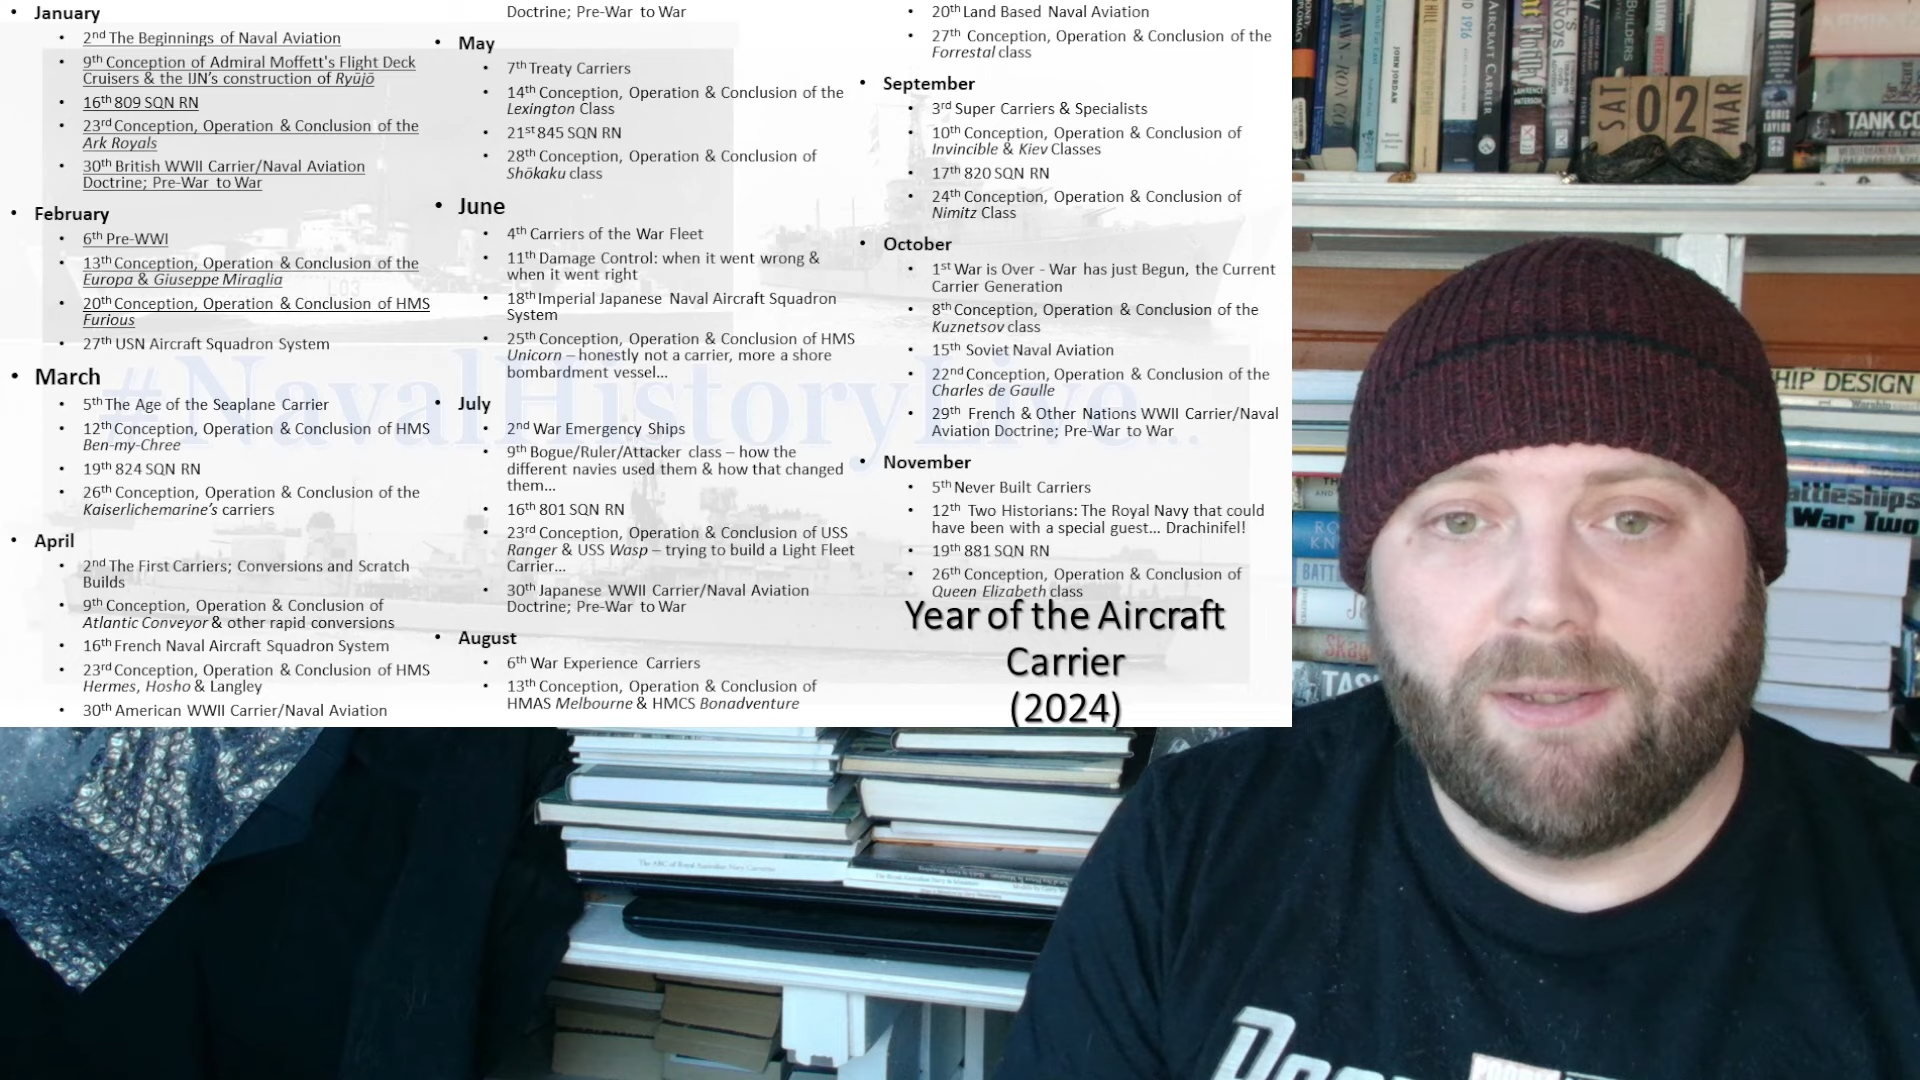 January
2nd The Beginnings of Naval Aviation
9th Conception of Admiral Moffett's Flight Deck
Cruisers & the IJN's construction of Ryūjō
16th 809 SQN RN
23rd Conception, Operation & Conclusion of the
Ark Royals
30th British WWII Carrier/Naval Aviation
Doctrine; Pre-War to War
February
6th Pre-WWI
13th Conception, Operation & Conclusion of the
Europa & Giuseppe Miraglia
20th Conception, Operation & Conclusion of HMS
Furious
27th USN Aircraft Squadron System
March
5th The Age of the Seaplane Carrier
12th Conception, Operation & Conclusion of HMS
Ben-my-Chree
19th 824 SQN RN
26th Conception, Operation & Conclusion of the
Kaiserlichemarine's carriers
April
2nd The First Carriers; Conversions and Scratch
Builds
9th Conception, Operation & Conclusion of
Atlantic Conveyor & other rapid conversions
16th French Naval Aircraft Squadron System
23rd Conception, Operation & Conclusion of HMS
Hermes, Hosho & Langley
30th American WWII Carrier/Naval Aviation
Doctrine; Pre-War to War
May
7th Treaty Carriers
14th Conception, Operation & Conclusion of the
Lexington Class
21st 845 SQN RN
28th Conception, Operation & Conclusion of
Shōkaku class
June
4th Carriers of the War Fleet
11th Damage Control: when it went wrong &
when it went right
18th Imperial Japanese Naval Aircraft Squadron
System
25th Conception, Operation & Conclusion of HMS
Unicorn – honestly not a carrier, more a shore
bombardment vessel...
July
2nd War Emergency Ships
9th Bogue/Ruler/Attacker class – how the
different navies used them & how that changed
them...
16th 801 SQN RN
23rd Conception, Operation & Conclusion of USS
Ranger & USS Wasp – trying to build a Light Fleet
Carrier...
30th Japanese WWII Carrier/Naval Aviation
Doctrine; Pre-War to War
August
6th War Experience Carriers
13th Conception, Operation & Conclusion of
HMAS Melbourne & HMCS Bonadventure
20th Land Based Naval Aviation
27th Conception, Operation & Conclusion of the
Forrestal class
September
3rd Super Carriers & Specialists
10th Conception, Operation & Conclusion of
Invincible & Kiev Classes
17th 820 SQN RN
24th Conception, Operation & Conclusion of
Nimitz Class
October
1st War is Over - War has just Begun, the Current
Carrier Generation
8th Conception, Operation & Conclusion of the
Kuznetsov class
15th Soviet Naval Aviation
22nd Conception, Operation & Conclusion of the
Charles de Gaulle
29th French & Other Nations WWII Carrier/Naval
Aviation Doctrine; Pre-War to War
November
5th Never Built Carriers
12th Two Historians: The Royal Navy that could
have been with a special guest... Drachinifel!
19th 881 SQN RN
26th Conception, Operation & Conclusion of
Queen Elizabeth class
Year of the Aircraft
Carrier
(2024)
#NavalHistoryLive...
L03
SAT 02 MAR
JOHN JORDAN
1916
AIRCRAFT CARRIER
BUILDERS
CHRIS
TAYLOR
TANK
HIP DESIGN
attleships
War Two
The ABC of Royal Australian Navy Corvettes